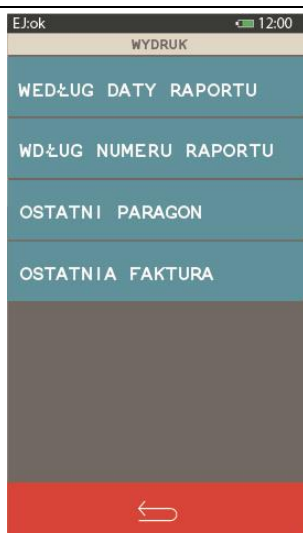 EJ:ok 12:00
WYDRUK
WEDŁUG DATY RAPORTU
WDŁUG NUMERU RAPORTU
OSTATNI PARAGON
OSTATNIA FAKTURA